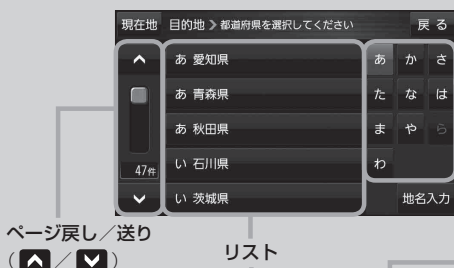 現在地 目的地 》都道府県を選択してください 戻る
あ 愛知県 あ か さ
あ 青森県 た な は
あ 秋田県 ま や ら
47件 い 石川県 わ
い 茨城県 地名入力
ページ戻し／送り
（ ／ ）
リスト